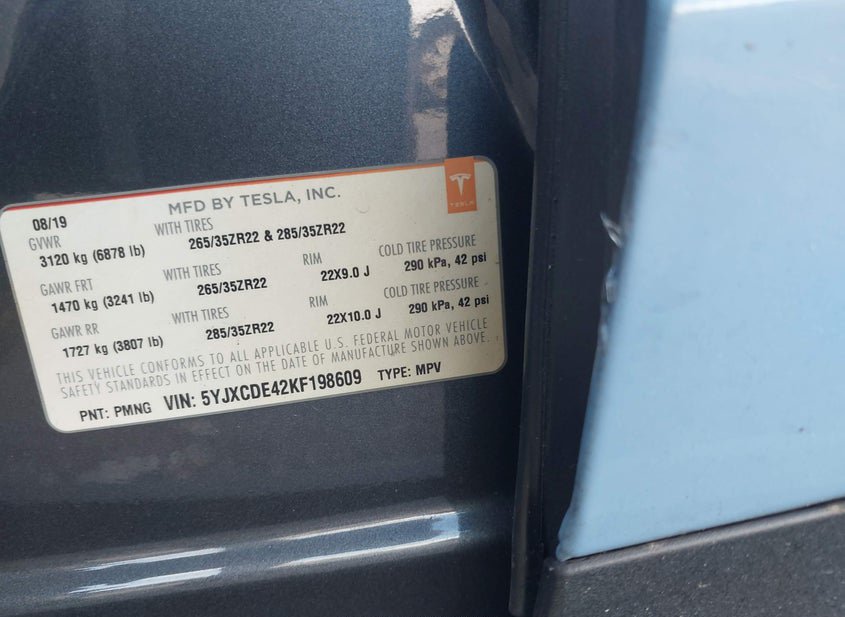 MFD BY TESLA, INC.
TESLA
08/19
GVWR WITH TIRES
3120 kg (6878 lb) 265/35ZR22 & 285/35ZR22
GAWR FRT WITH TIRES RIM COLD TIRE PRESSURE
1470 kg (3241 lb) 265/35ZR22 22X9.0 J 290 kPa, 42 psi
GAWR RR WITH TIRES RIM COLD TIRE PRESSURE
1727 kg (3807 lb) 285/35ZR22 22X10.0 J 290 kPa, 42 psi
THIS VEHICLE CONFORMS TO ALL APPLICABLE U.S. FEDERAL MOTOR VEHICLE
SAFETY STANDARDS IN EFFECT ON THE DATE OF MANUFACTURE SHOWN ABOVE.
PNT: PMNG VIN: 5YJXCDE42KF198609 TYPE: MPV